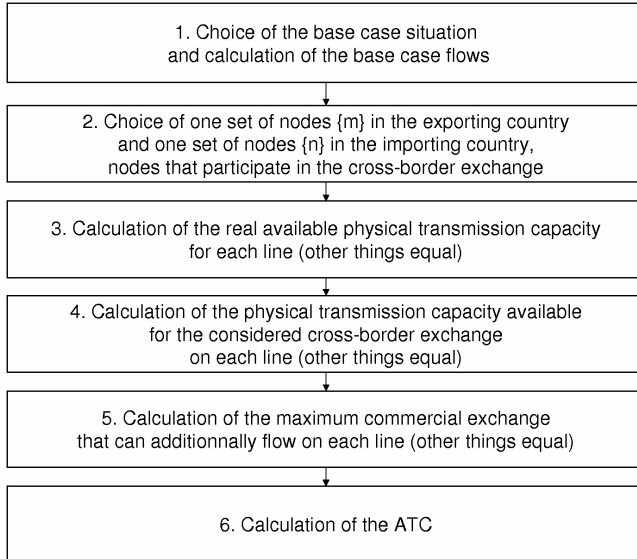 1. Choice of the base case situation
and calculation of the base case flows
2. Choice of one set of nodes {m} in the exporting country
and one set of nodes {n} in the importing country,
nodes that participate in the cross-border exchange
3. Calculation of the real available physical transmission capacity
for each line (other things equal)
4. Calculation of the physical transmission capacity available
for the considered cross-border exchange
on each line (other things equal)
5. Calculation of the maximum commercial exchange
that can additionnally flow on each line (other things equal)
6. Calculation of the ATC